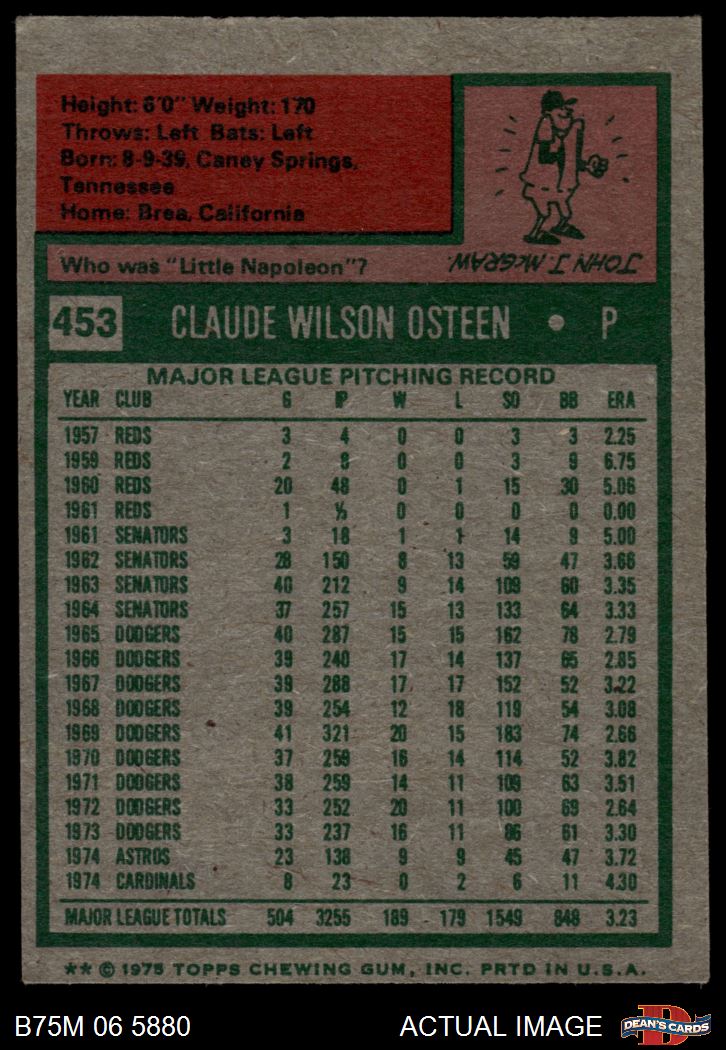 Height: 6'0" Weight: 170
Throws: Left Bats: Left
Born: 8-9-39, Caney Springs,
Tennessee
Home: Brea, California
Who was "Little Napoleon"?
JOHN J. McGRAW.
453 CLAUDE WILSON OSTEEN • P
MAJOR LEAGUE PITCHING RECORD
YEAR CLUB G IP W L SO BB ERA
1957 REDS 3 4 0 0 3 3 2.25
1959 REDS 2 8 0 0 3 9 6.75
1960 REDS 20 48 0 1 15 30 5.06
1961 REDS 1 ⅓ 0 0 0 0 0.00
1961 SENATORS 3 18 1 1 14 9 5.00
1962 SENATORS 28 150 8 13 59 47 3.66
1963 SENATORS 40 212 9 14 109 60 3.35
1964 SENATORS 37 257 15 13 133 64 3.33
1965 DODGERS 40 287 15 15 162 78 2.79
1966 DODGERS 39 240 17 14 137 65 2.85
1967 DODGERS 39 288 17 17 152 52 3.22
1968 DODGERS 39 254 12 18 119 54 3.08
1969 DODGERS 41 321 20 15 183 74 2.66
1970 DODGERS 37 259 16 14 114 52 3.82
1971 DODGERS 38 259 14 11 109 63 3.51
1972 DODGERS 33 252 20 11 100 69 2.64
1973 DODGERS 33 237 16 11 86 61 3.30
1974 ASTROS 23 138 9 9 45 47 3.72
1974 CARDINALS 8 23 0 2 6 11 4.30
MAJOR LEAGUE TOTALS 504 3255 189 179 1549 848 3.23
** © 1975 TOPPS CHEWING GUM, INC. PRTD IN U.S.A.
B75M 06 5880 ACTUAL IMAGE
D
DEAN'S CARDS